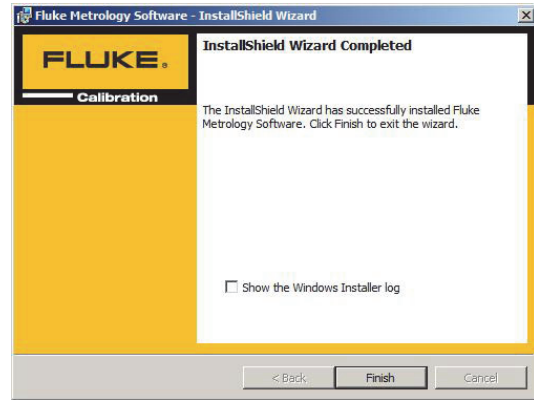 Fluke Metrology Software - InstallShield Wizard
FLUKE®
Calibration
InstallShield Wizard Completed
The InstallShield Wizard has successfully installed Fluke
Metrology Software. Click Finish to exit the wizard.
Show the Windows Installer log
< Back
Finish
Cancel